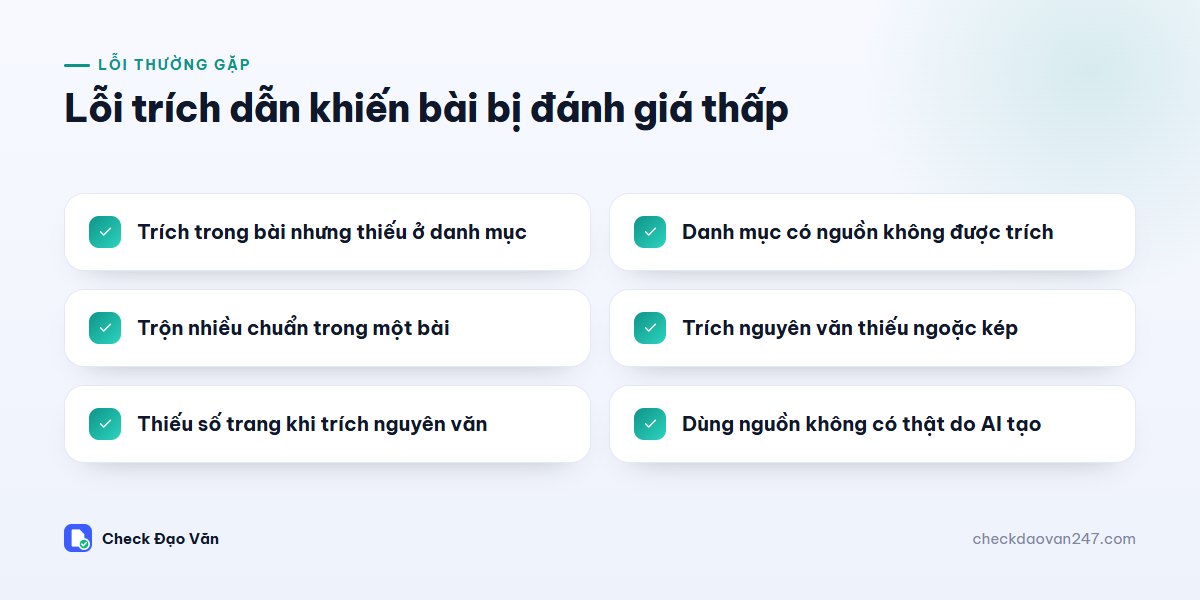 LỖI THƯỜNG GẶP
Lỗi trích dẫn khiến bài bị đánh giá thấp
Trích trong bài nhưng thiếu ở danh mục
Danh mục có nguồn không được trích
Trộn nhiều chuẩn trong một bài
Trích nguyên văn thiếu ngoặc kép
Thiếu số trang khi trích nguyên văn
Dùng nguồn không có thật do AI tạo
Check Đạo Văn
checkdaovan247.com